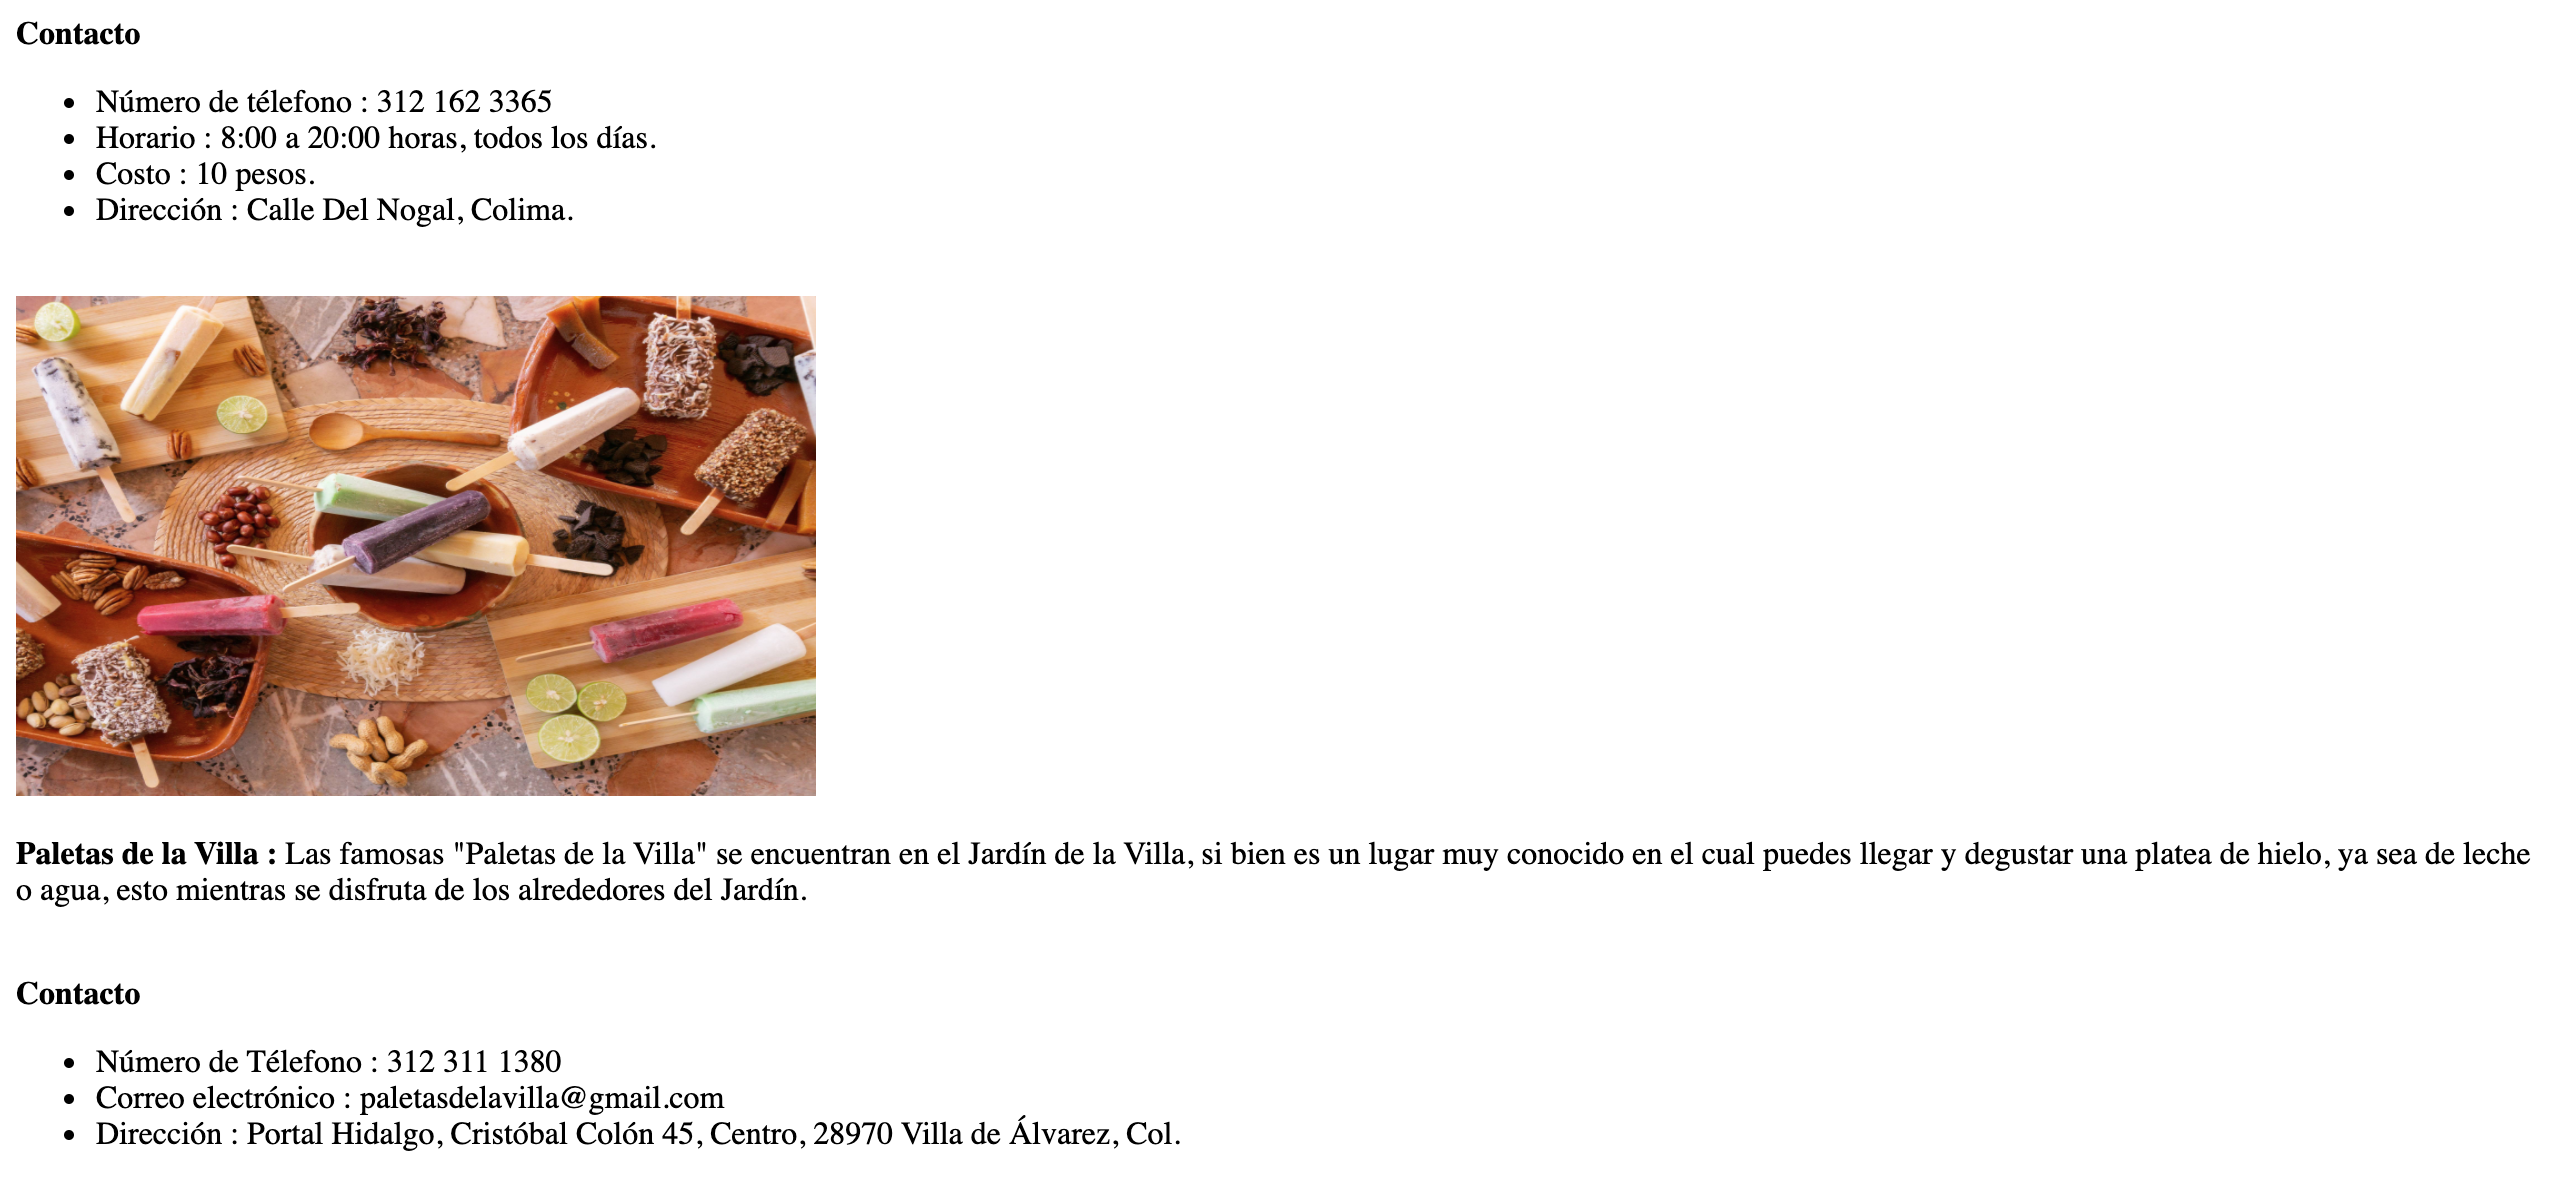 Contacto
Número de télefono : 312 162 3365
Horario : 8:00 a 20:00 horas, todos los días.
Costo : 10 pesos.
Dirección : Calle Del Nogal, Colima.
Paletas de la Villa : Las famosas "Paletas de la Villa" se encuentran en el Jardín de la Villa, si bien es un lugar muy conocido en el cual puedes llegar y degustar una platea de hielo, ya sea de leche
o agua, esto mientras se disfruta de los alrededores del Jardín.
Contacto
Número de Télefono : 312 311 1380
Correo electrónico : paletasdelavilla@gmail.com
Dirección : Portal Hidalgo, Cristóbal Colón 45, Centro, 28970 Villa de Álvarez, Col.